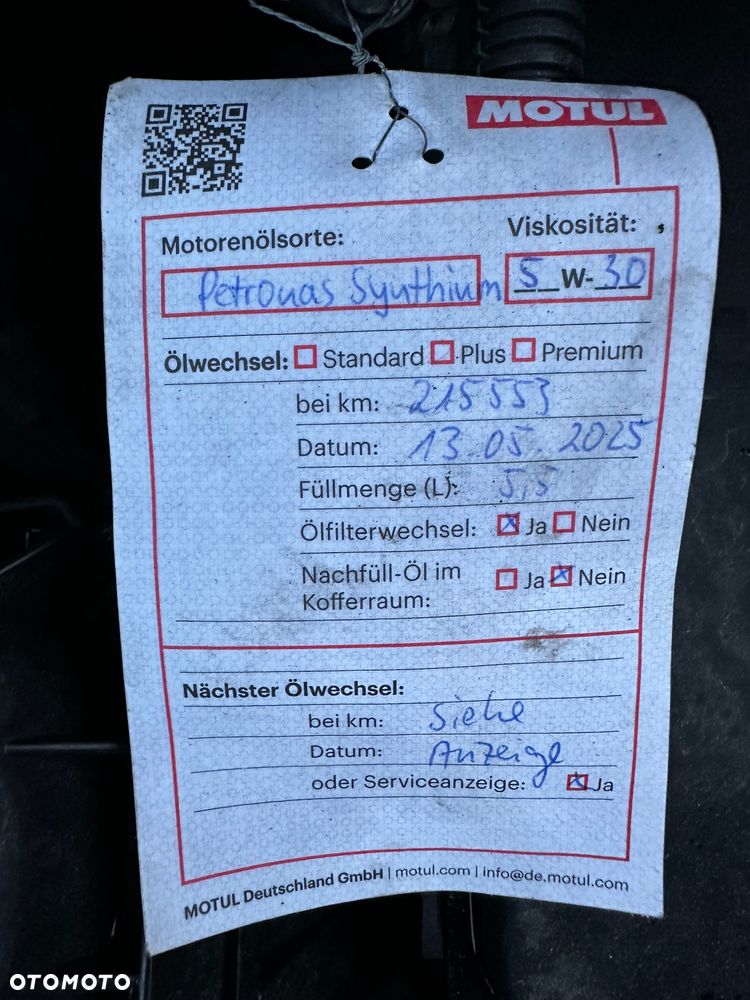 MOTUL
Motorenölsorte: Viskosität:
Petronas Synthium 5 W-30
Ölwechsel: Standard Plus Premium
bei km: 215553
Datum: 13.05.2025
Füllmenge (L): 5,5
Ölfilterwechsel: x Ja Nein
Nachfüll-Öl im Ja x Nein
Kofferraum:
Nächster Ölwechsel:
bei km: siehe
Datum: Anzeige
oder Serviceanzeige: x Ja
MOTUL Deutschland GmbH | motul.com | info@de.motul.com
OTOMOTO